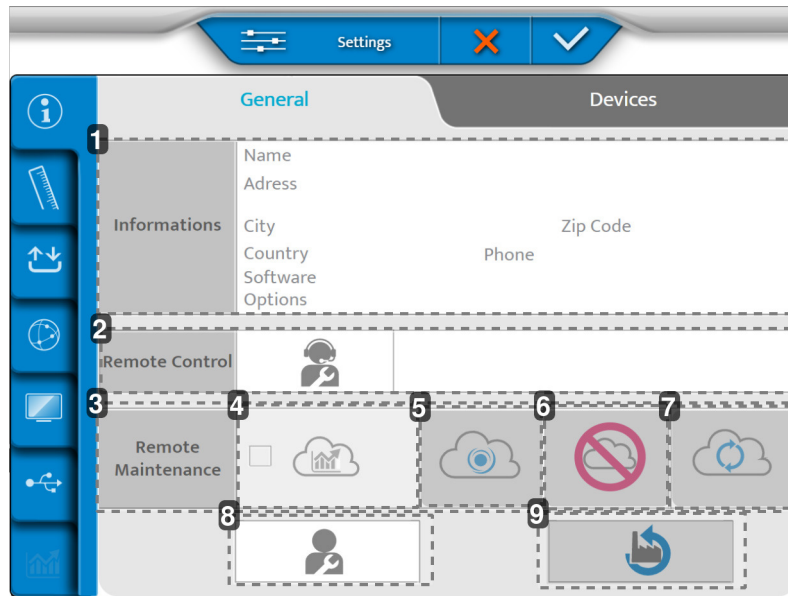 Settings
General
Devices
1
Name
Adress
Informations
City
Zip Code
Country
Phone
Software
Options
2
Remote Control
3
4
5
6
7
Remote
Maintenance
8
9